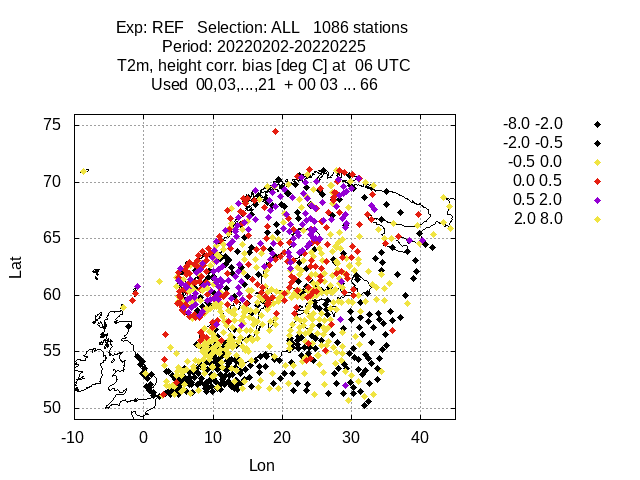 Exp: REF   Selection: ALL   1086 stations
Period: 20220202-20220225
T2m, height corr. bias [deg C] at  06 UTC
Used  00,03,...,21  + 00 03 ... 66
-8.0 -2.0
-2.0 -0.5
-0.5 0.0
0.0 0.5
0.5 2.0
2.0 8.0
75
70
65
60
55
50
Lat
-10 0 10 20 30 40
Lon